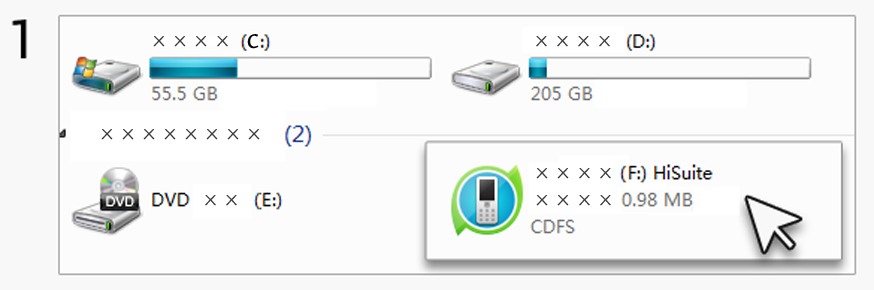 1
×××× (C:)
55.5 GB
×××× (D:)
205 GB
×××××××× (2)
DVD ×× (E:)
DVD
×××× (F:) HiSuite
×××× 0.98 MB
CDFS